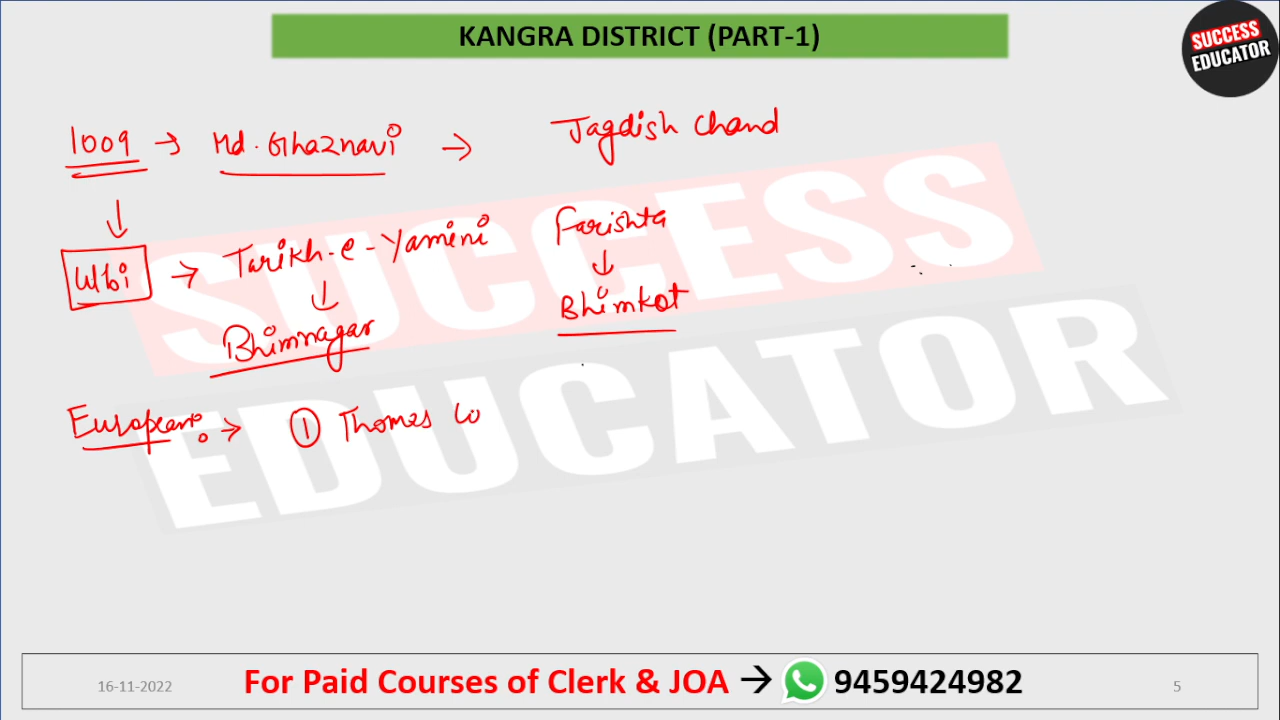 KANGRA DISTRICT (PART-1)
SUCCESS
EDUCATOR
1009 → Md. Ghaznavi → Jagdish Chand
Utbi → Tarikh-e-Yamini Farishta
↓ ↓
Bhimnagar Bhimkot
European → ① Thomas Co
SUCCESS
EDUCATOR
16-11-2022
For Paid Courses of Clerk & JOA → 9459424982
5